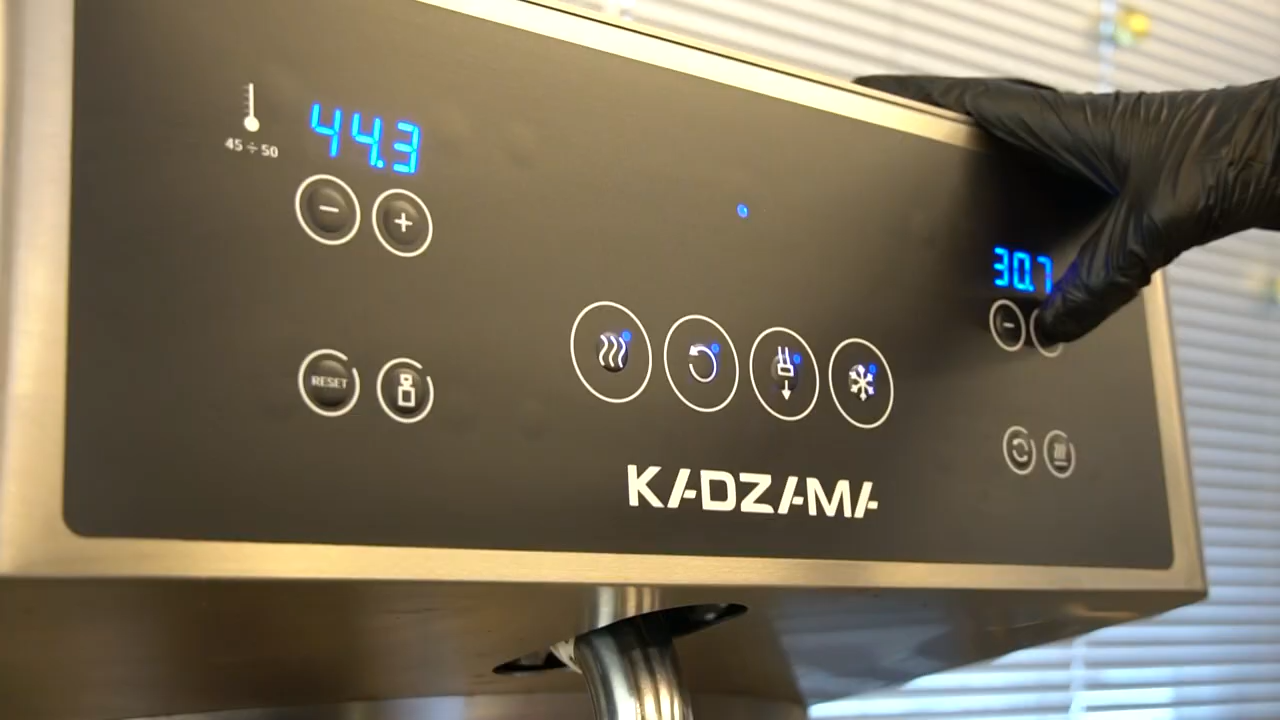 44.3
45 ÷ 50
− +
30.7
−
RESET
KADZAMA